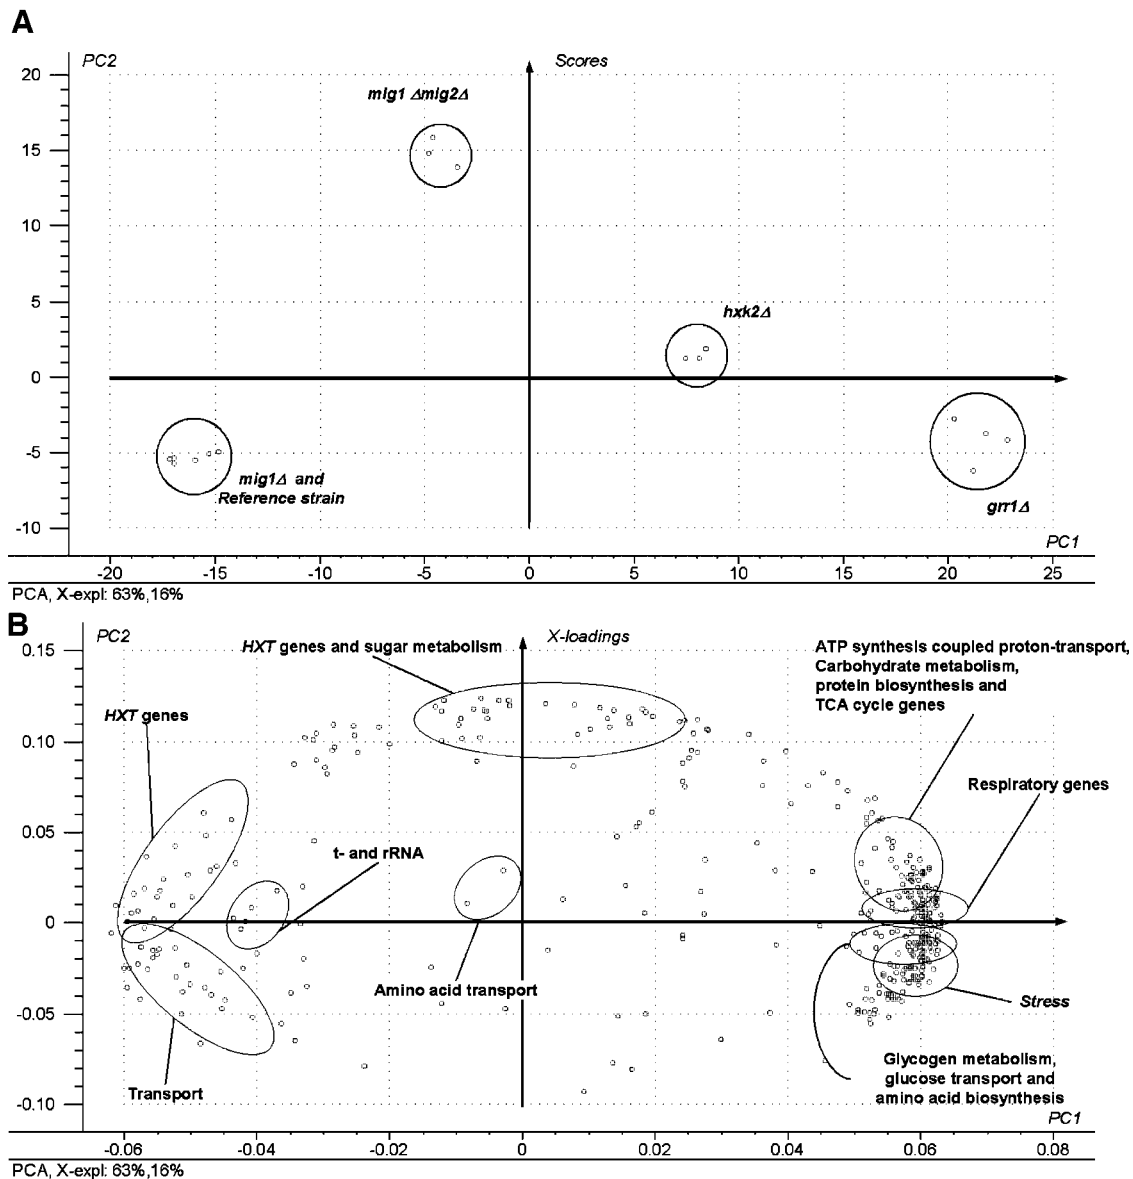 A
PC2
Scores
20
15
10
5
0
-5
-10
mig1 Δmig2Δ
hxk2Δ
mig1Δ and
Reference strain
grr1Δ
PC1
-20 -15 -10 -5 0 5 10 15 20 25
PCA, X-expl: 63%,16%
B
PC2
X-loadings
0.15
0.10
0.05
0
-0.05
-0.10
HXT genes and sugar metabolism
ATP synthesis coupled proton-transport,
Carbohydrate metabolism,
protein biosynthesis and
TCA cycle genes
HXT genes
Respiratory genes
t- and rRNA
Amino acid transport
Stress
Transport
Glycogen metabolism,
glucose transport and
amino acid biosynthesis
PC1
-0.06 -0.04 -0.02 0 0.02 0.04 0.06 0.08
PCA, X-expl: 63%,16%